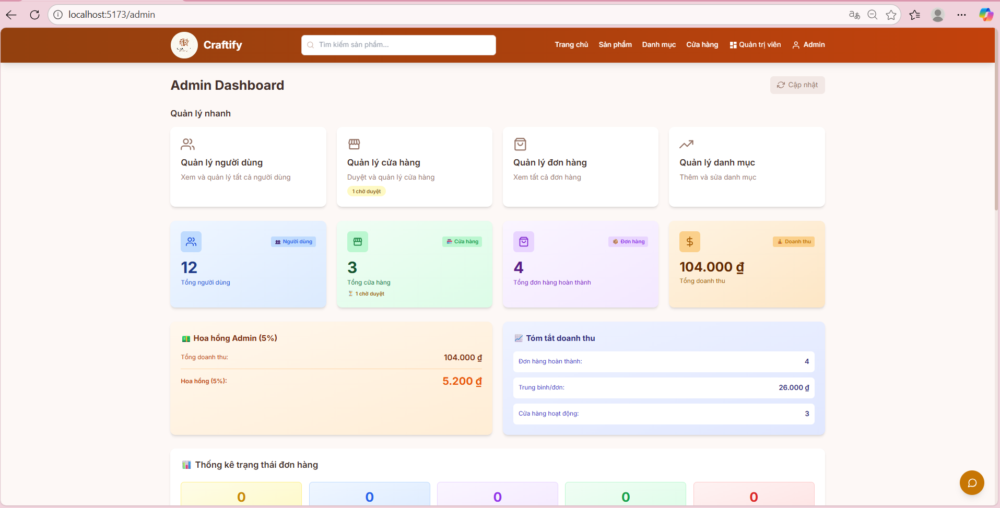 localhost:5173/admin
Craftify
Tìm kiếm sản phẩm...
Trang chủ
Sản phẩm
Danh mục
Cửa hàng
Quản trị viên
Admin
Admin Dashboard
Cập nhật
Quản lý nhanh
Quản lý người dùng
Xem và quản lý tất cả người dùng
Quản lý cửa hàng
Duyệt và quản lý cửa hàng
1 chờ duyệt
Quản lý đơn hàng
Xem tất cả đơn hàng
Quản lý danh mục
Thêm và sửa danh mục
Người dùng
12
Tổng người dùng
Cửa hàng
3
Tổng cửa hàng
1 chờ duyệt
Đơn hàng
4
Tổng đơn hàng hoàn thành
Doanh thu
104.000 ₫
Tổng doanh thu
Hoa hồng Admin (5%)
Tổng doanh thu:
104.000 ₫
Hoa hồng (5%):
5.200 ₫
Tóm tắt doanh thu
Đơn hàng hoàn thành:
4
Trung bình/đơn:
26.000 ₫
Cửa hàng hoạt động:
3
Thống kê trạng thái đơn hàng
0
0
0
0
0